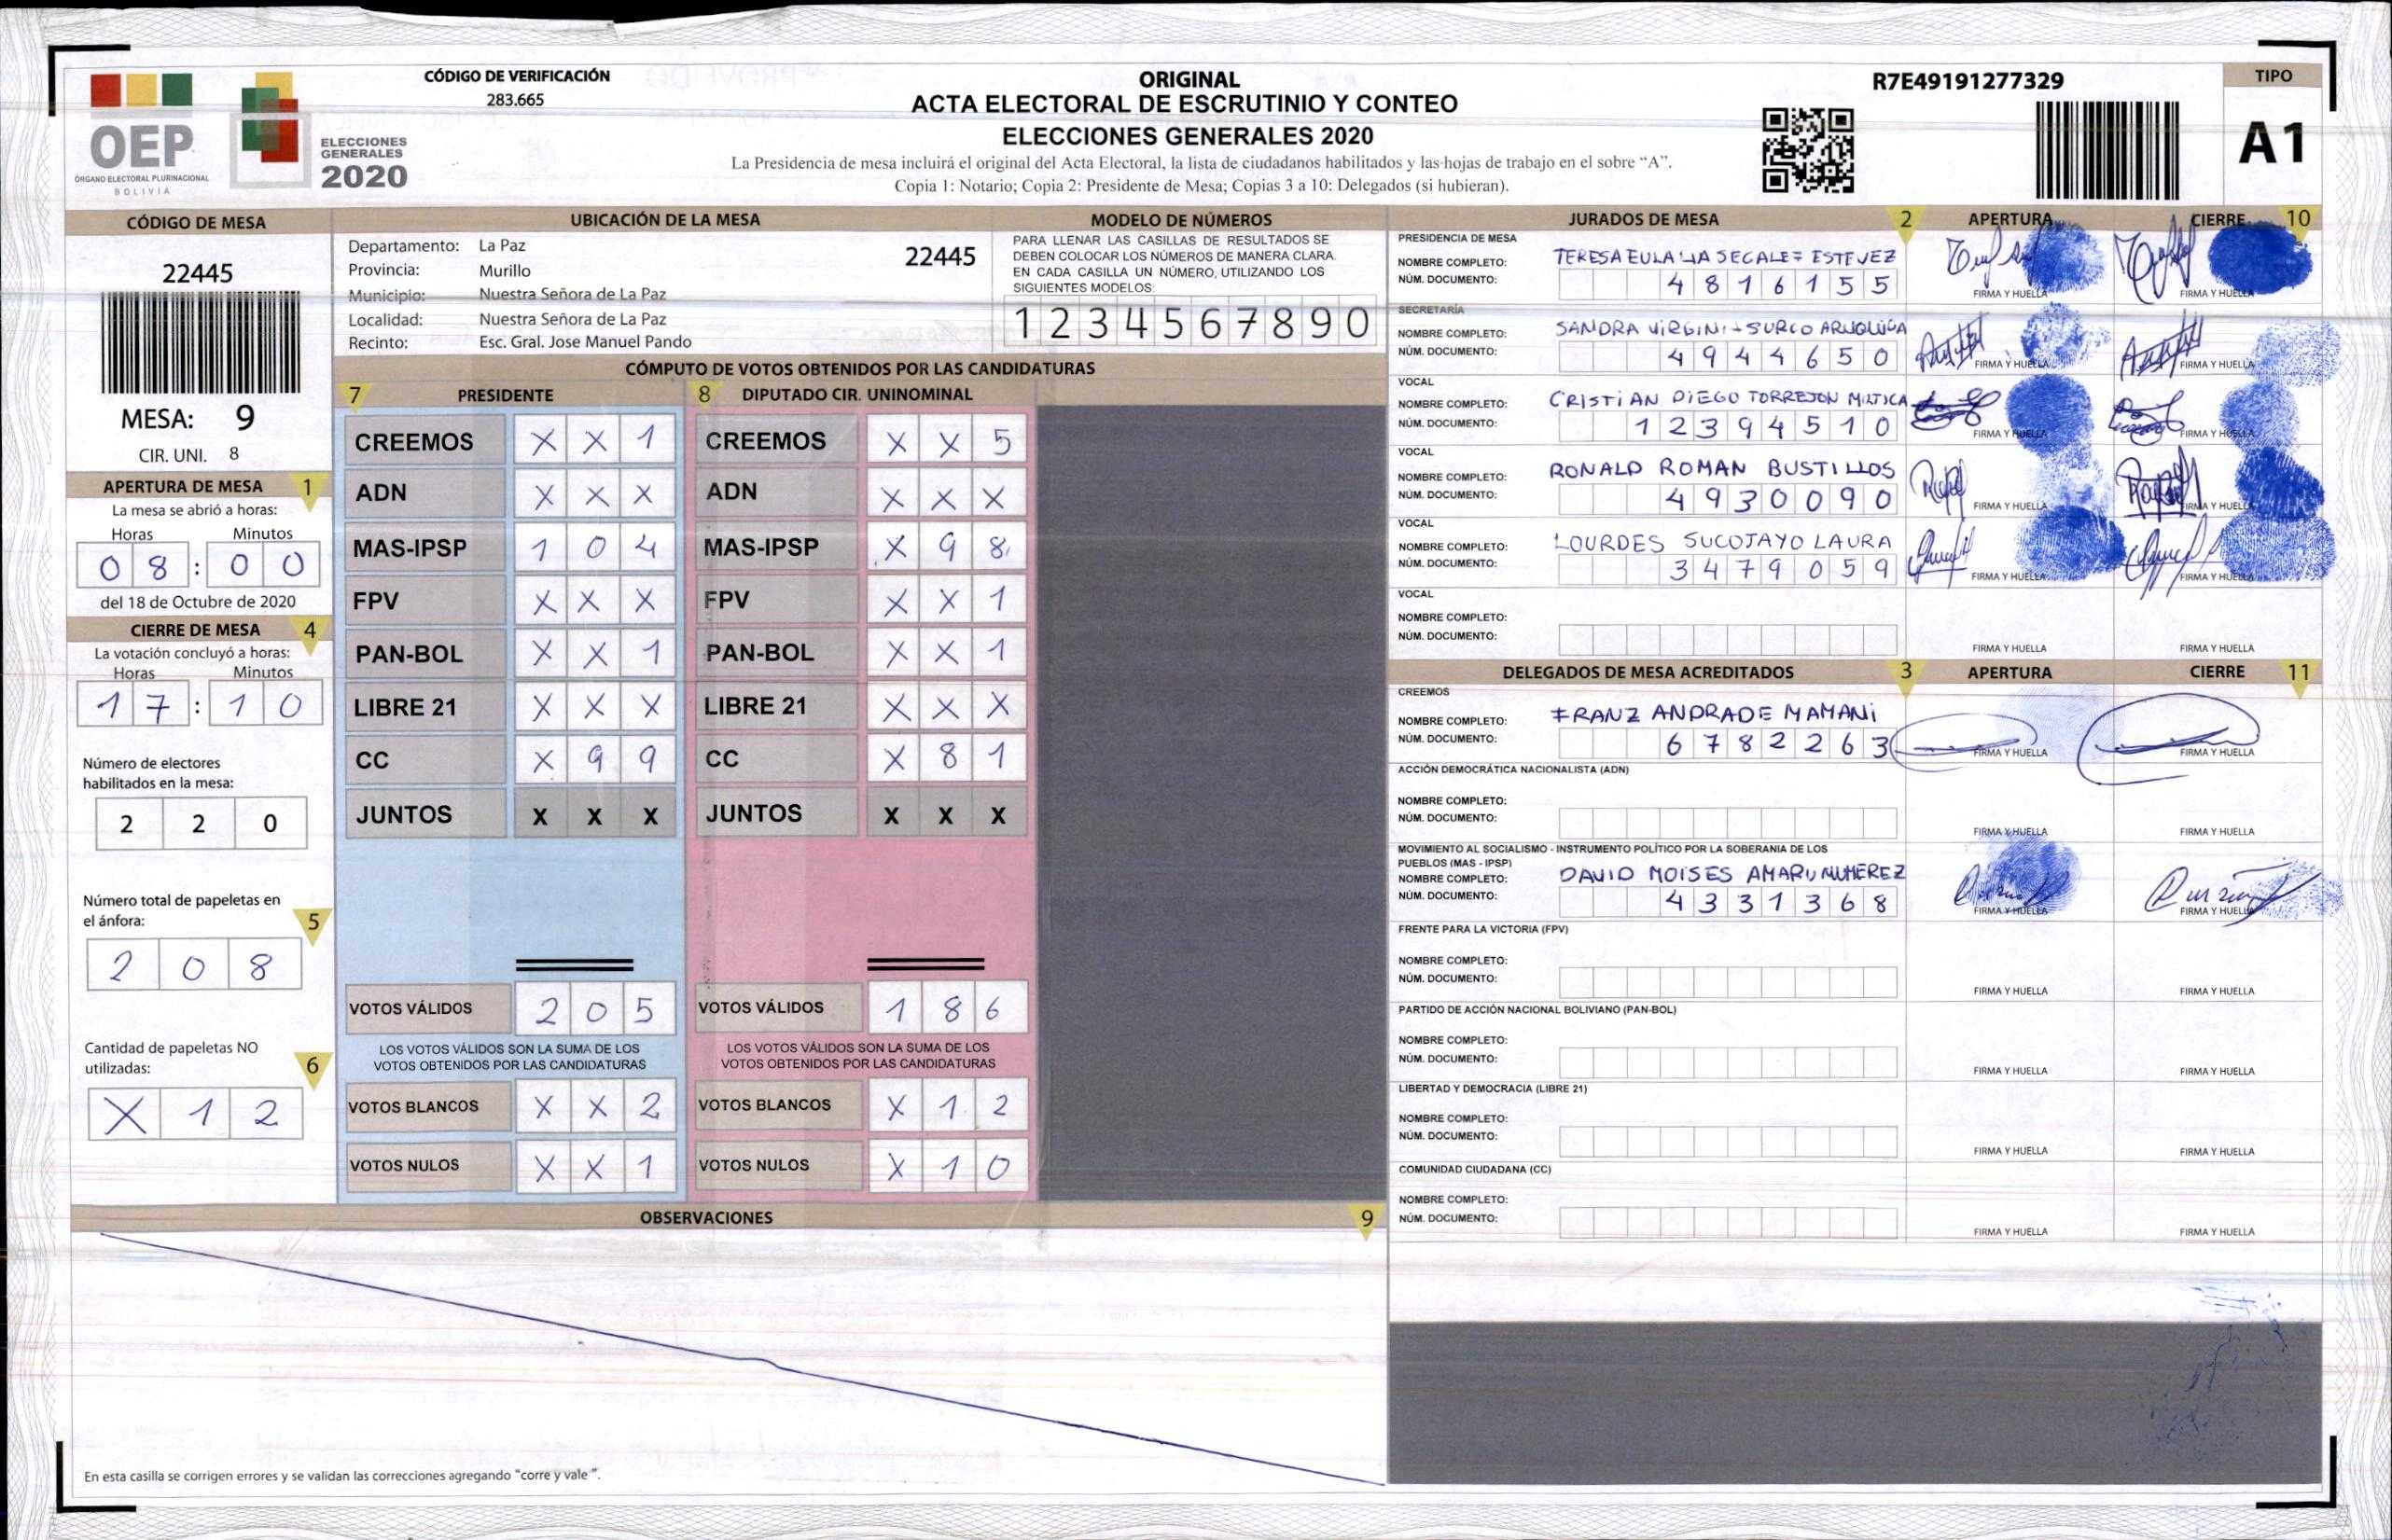 CÓDIGO DE VERIFICACIÓN
283.665
OEP
ÓRGANO ELECTORAL PLURINACIONAL
BOLIVIA
ELECCIONES
GENERALES
2020
ORIGINAL
ACTA ELECTORAL DE ESCRUTINIO Y CONTEO
ELECCIONES GENERALES 2020
La Presidencia de mesa incluirá el original del Acta Electoral, la lista de ciudadanos habilitados y las hojas de trabajo en el sobre “A”.
Copia 1: Notario; Copia 2: Presidente de Mesa; Copias 3 a 10: Delegados (si hubieran).
R7E49191277329
TIPO
A1
CÓDIGO DE MESA
22445
MESA: 9
CIR. UNI. 8
APERTURA DE MESA 1
La mesa se abrió a horas:
Horas Minutos
0 8 : 0 0
del 18 de Octubre de 2020
CIERRE DE MESA 4
La votación concluyó a horas:
Horas Minutos
1 7 : 1 0
Número de electores
habilitados en la mesa:
2 2 0
Número total de papeletas en
el ánfora: 5
2 0 8
Cantidad de papeletas NO
utilizadas: 6
X 1 2
UBICACIÓN DE LA MESA
Departamento: La Paz 22445
Provincia: Murillo
Municipio: Nuestra Señora de La Paz
Localidad: Nuestra Señora de La Paz
Recinto: Esc. Gral. Jose Manuel Pando
MODELO DE NÚMEROS
PARA LLENAR LAS CASILLAS DE RESULTADOS SE
DEBEN COLOCAR LOS NÚMEROS DE MANERA CLARA.
EN CADA CASILLA UN NÚMERO, UTILIZANDO LOS
SIGUIENTES MODELOS:
1 2 3 4 5 6 7 8 9 0
CÓMPUTO DE VOTOS OBTENIDOS POR LAS CANDIDATURAS
7 PRESIDENTE
CREEMOS X X 1
ADN X X X
MAS-IPSP 1 0 4
FPV X X X
PAN-BOL X X 1
LIBRE 21 X X X
CC X 9 9
JUNTOS X X X
VOTOS VÁLIDOS 2 0 5
LOS VOTOS VÁLIDOS SON LA SUMA DE LOS
VOTOS OBTENIDOS POR LAS CANDIDATURAS
VOTOS BLANCOS X X 2
VOTOS NULOS X X 1
8 DIPUTADO CIR. UNINOMINAL
CREEMOS X X 5
ADN X X X
MAS-IPSP X 9 8
FPV X X 1
PAN-BOL X X 1
LIBRE 21 X X X
CC X 8 1
JUNTOS X X X
VOTOS VÁLIDOS 1 8 6
LOS VOTOS VÁLIDOS SON LA SUMA DE LOS
VOTOS OBTENIDOS POR LAS CANDIDATURAS
VOTOS BLANCOS X 1 2
VOTOS NULOS X 1 0
OBSERVACIONES 9
En esta casilla se corrigen errores y se validan las correcciones agregando "corre y vale".
JURADOS DE MESA 2 APERTURA CIERRE 10
PRESIDENCIA DE MESA
NOMBRE COMPLETO: TERESA EULALIA ESTEVEZ
NÚM. DOCUMENTO: 4 8 1 6 1 5 5 FIRMA Y HUELLA FIRMA Y HUELLA
SECRETARÍA
NOMBRE COMPLETO: SANDRA SURCO
NÚM. DOCUMENTO: 4 9 4 4 6 5 0 FIRMA Y HUELLA FIRMA Y HUELLA
VOCAL
NOMBRE COMPLETO: CRISTIAN DIEGO TORREJON
NÚM. DOCUMENTO: 1 2 3 9 4 5 1 0 FIRMA Y HUELLA FIRMA Y HUELLA
VOCAL
NOMBRE COMPLETO: RONALD ROMAN BUSTILLOS
NÚM. DOCUMENTO: 4 9 3 0 0 9 0 FIRMA Y HUELLA FIRMA Y HUELLA
VOCAL
NOMBRE COMPLETO: LOURDES SUCOJAYO LAURA
NÚM. DOCUMENTO: 3 4 7 9 0 5 9 FIRMA Y HUELLA FIRMA Y HUELLA
VOCAL
NOMBRE COMPLETO:
NÚM. DOCUMENTO: FIRMA Y HUELLA FIRMA Y HUELLA
DELEGADOS DE MESA ACREDITADOS 3 APERTURA CIERRE 11
CREEMOS
NOMBRE COMPLETO: FRANZ ANDRADE MAMANI
NÚM. DOCUMENTO: 6 7 8 2 2 6 3 FIRMA Y HUELLA FIRMA Y HUELLA
ACCIÓN DEMOCRÁTICA NACIONALISTA (ADN)
NOMBRE COMPLETO:
NÚM. DOCUMENTO: FIRMA Y HUELLA FIRMA Y HUELLA
MOVIMIENTO AL SOCIALISMO - INSTRUMENTO POLÍTICO POR LA SOBERANIA DE LOS
PUEBLOS (MAS - IPSP)
NOMBRE COMPLETO: DAVID MOISES
NÚM. DOCUMENTO: 4 3 3 1 3 6 8 FIRMA Y HUELLA FIRMA Y HUELLA
FRENTE PARA LA VICTORIA (FPV)
NOMBRE COMPLETO:
NÚM. DOCUMENTO: FIRMA Y HUELLA FIRMA Y HUELLA
PARTIDO DE ACCIÓN NACIONAL BOLIVIANO (PAN-BOL)
NOMBRE COMPLETO:
NÚM. DOCUMENTO: FIRMA Y HUELLA FIRMA Y HUELLA
LIBERTAD Y DEMOCRACIA (LIBRE 21)
NOMBRE COMPLETO:
NÚM. DOCUMENTO: FIRMA Y HUELLA FIRMA Y HUELLA
COMUNIDAD CIUDADANA (CC)
NOMBRE COMPLETO:
NÚM. DOCUMENTO: FIRMA Y HUELLA FIRMA Y HUELLA